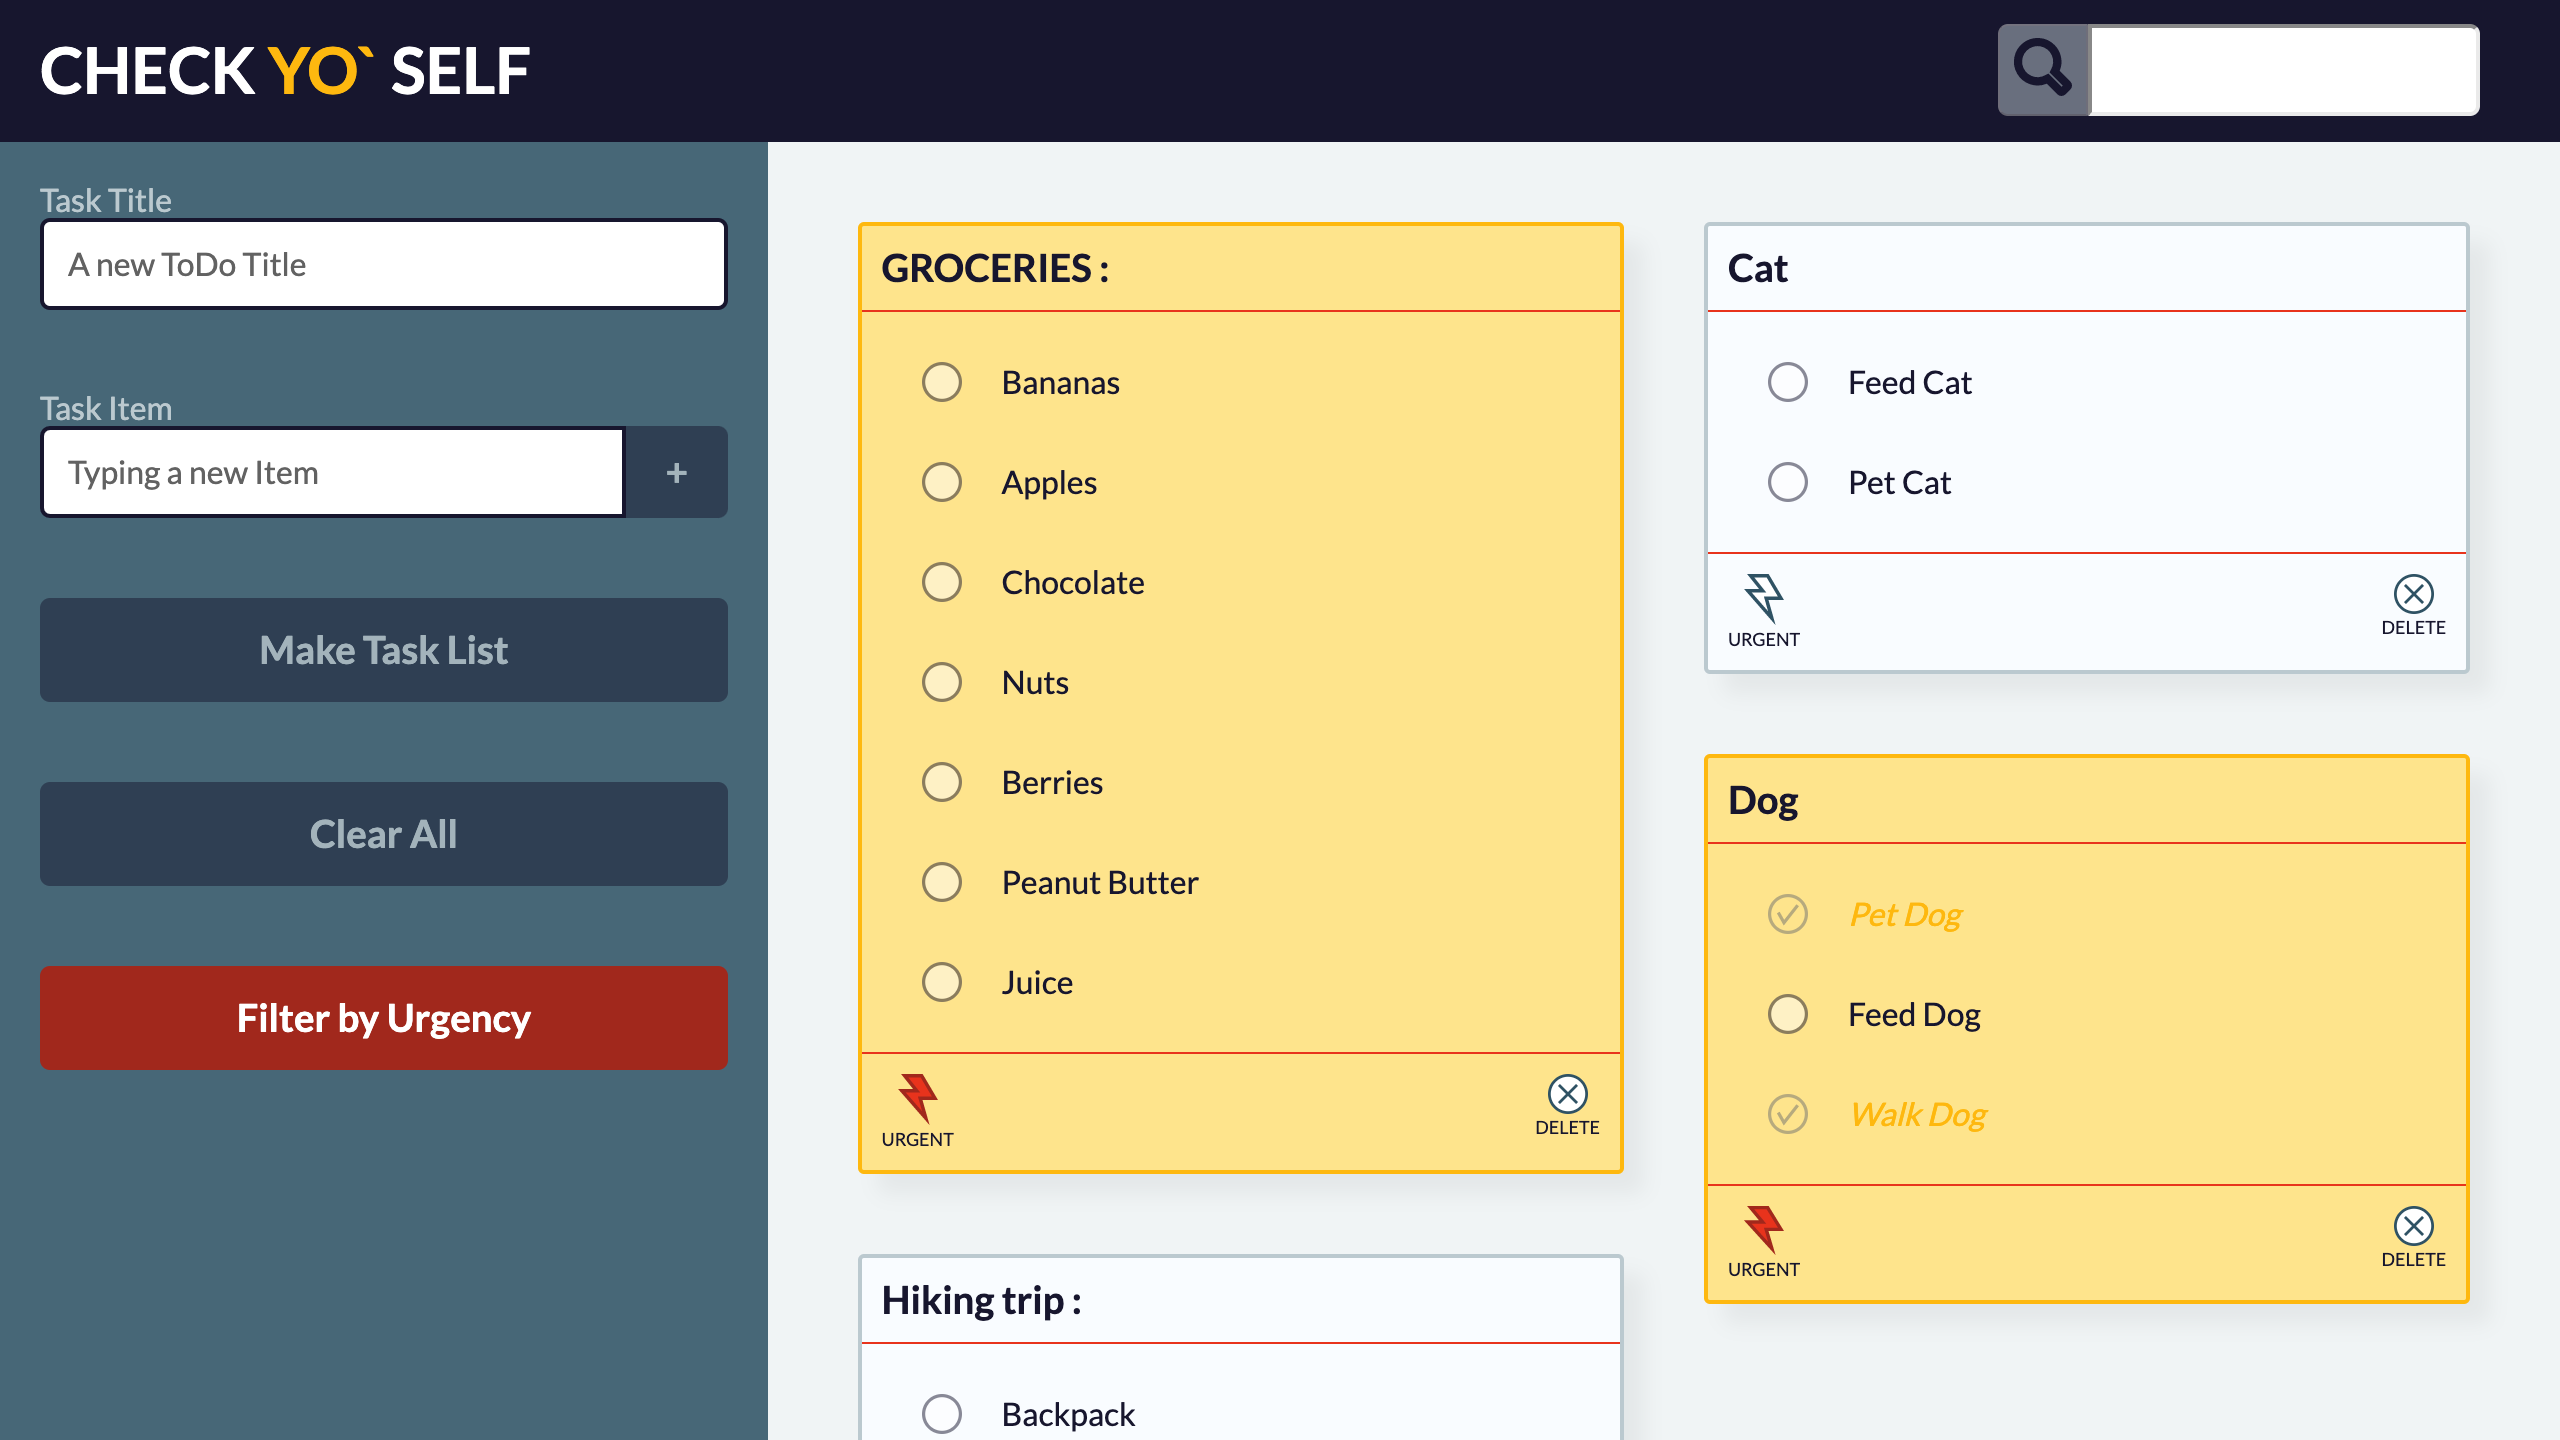 CHECK YO` SELF
Task Title
A new ToDo Title
Task Item
Typing a new Item
+
Make Task List
Clear All
Filter by Urgency
GROCERIES :
Bananas
Apples
Chocolate
Nuts
Berries
Peanut Butter
Juice
URGENT
DELETE
Hiking trip :
Backpack
Cat
Feed Cat
Pet Cat
URGENT
DELETE
Dog
Pet Dog
Feed Dog
Walk Dog
URGENT
DELETE